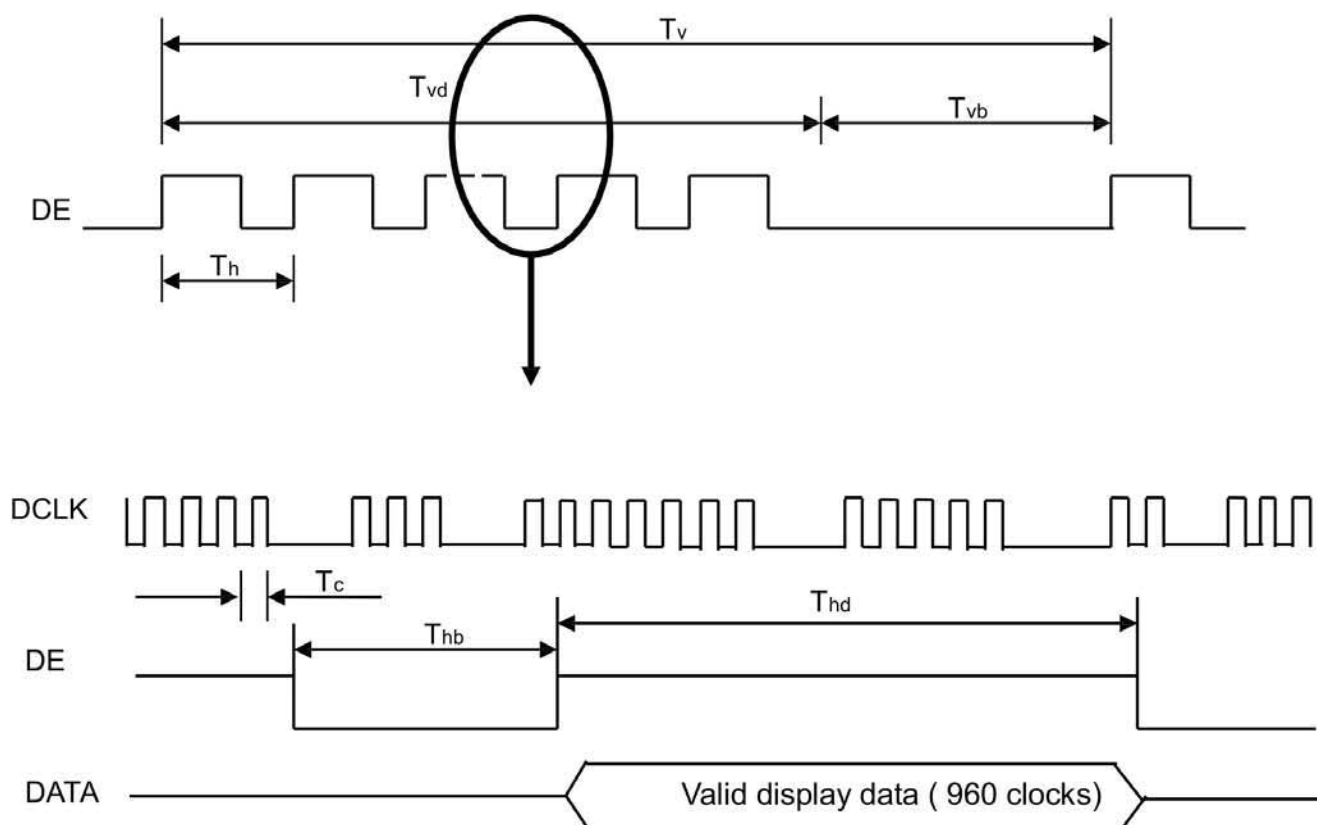 Tv
Tvd
Tvb
DE
Th
DCLK
Tc
Thd
Thb
DE
DATA
Valid display data ( 960 clocks)